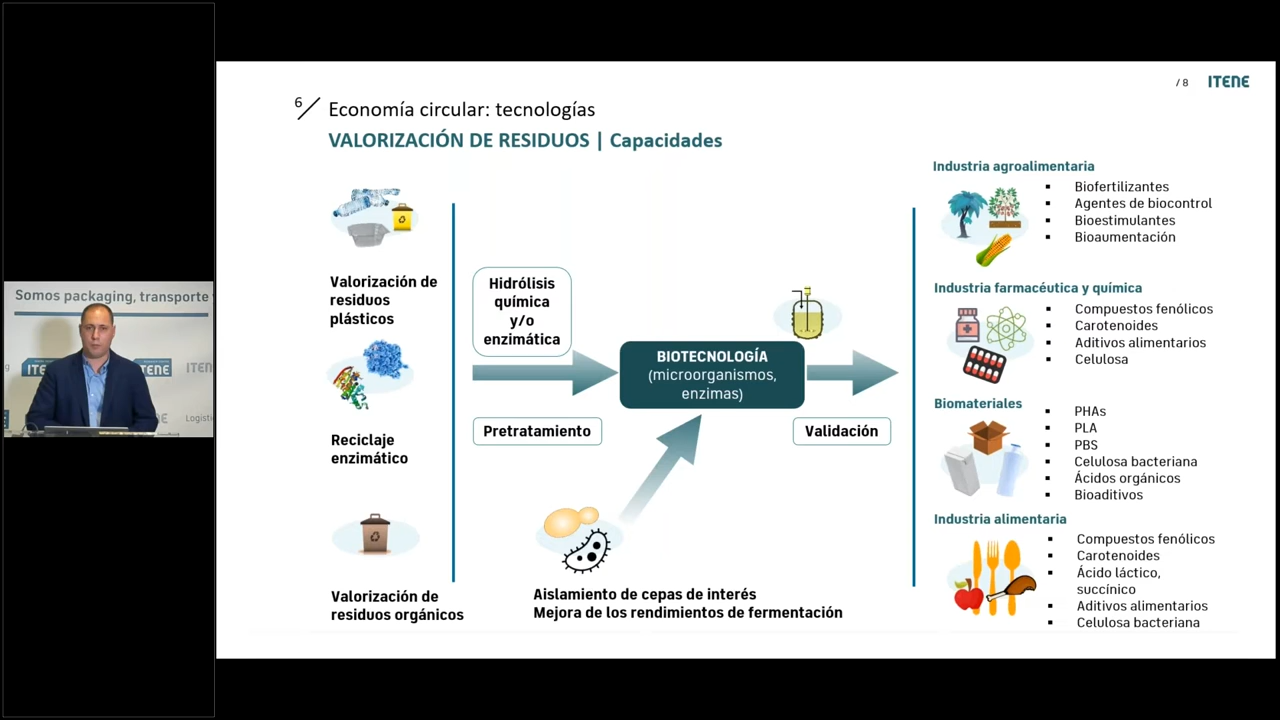 / 8 ITENE
6 Economía circular: tecnologías
VALORIZACIÓN DE RESIDUOS | Capacidades
Valorización de
residuos
plásticos
Reciclaje
enzimático
Valorización de
residuos orgánicos
Hidrólisis
química
y/o
enzimática
Pretratamiento
BIOTECNOLOGÍA
(microorganismos,
enzimas)
Validación
Aislamiento de cepas de interés
Mejora de los rendimientos de fermentación
Industria agroalimentaria
▪ Biofertilizantes
▪ Agentes de biocontrol
▪ Bioestimulantes
▪ Bioaumentación
Industria farmacéutica y química
▪ Compuestos fenólicos
▪ Carotenoides
▪ Aditivos alimentarios
▪ Celulosa
Biomateriales
▪ PHAs
▪ PLA
▪ PBS
▪ Celulosa bacteriana
▪ Ácidos orgánicos
▪ Bioaditivos
Industria alimentaria
▪ Compuestos fenólicos
▪ Carotenoides
▪ Ácido láctico,
succínico
▪ Aditivos alimentarios
▪ Celulosa bacteriana
Somos packaging, transporte
ITENE
Logíst